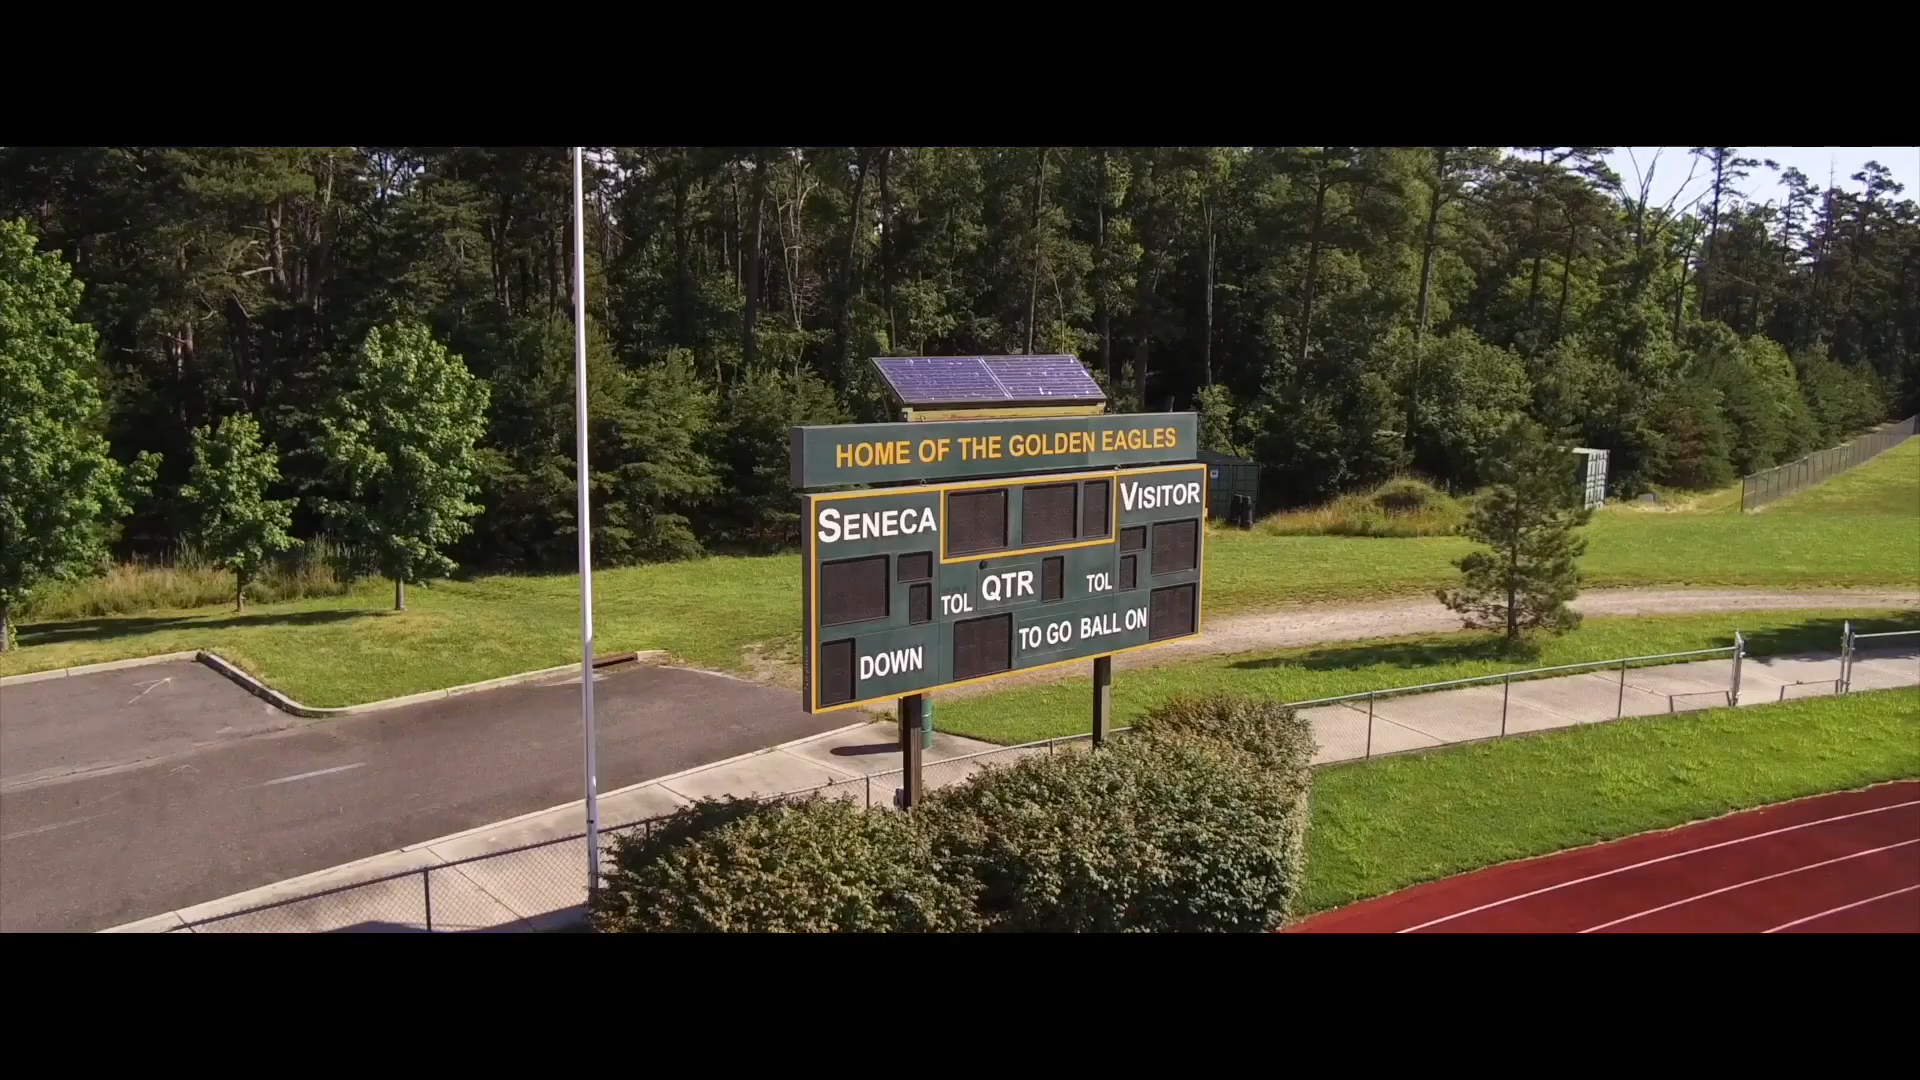 HOME OF THE GOLDEN EAGLES
SENECA VISITOR
TOL QTR TOL
DOWN TO GO BALL ON